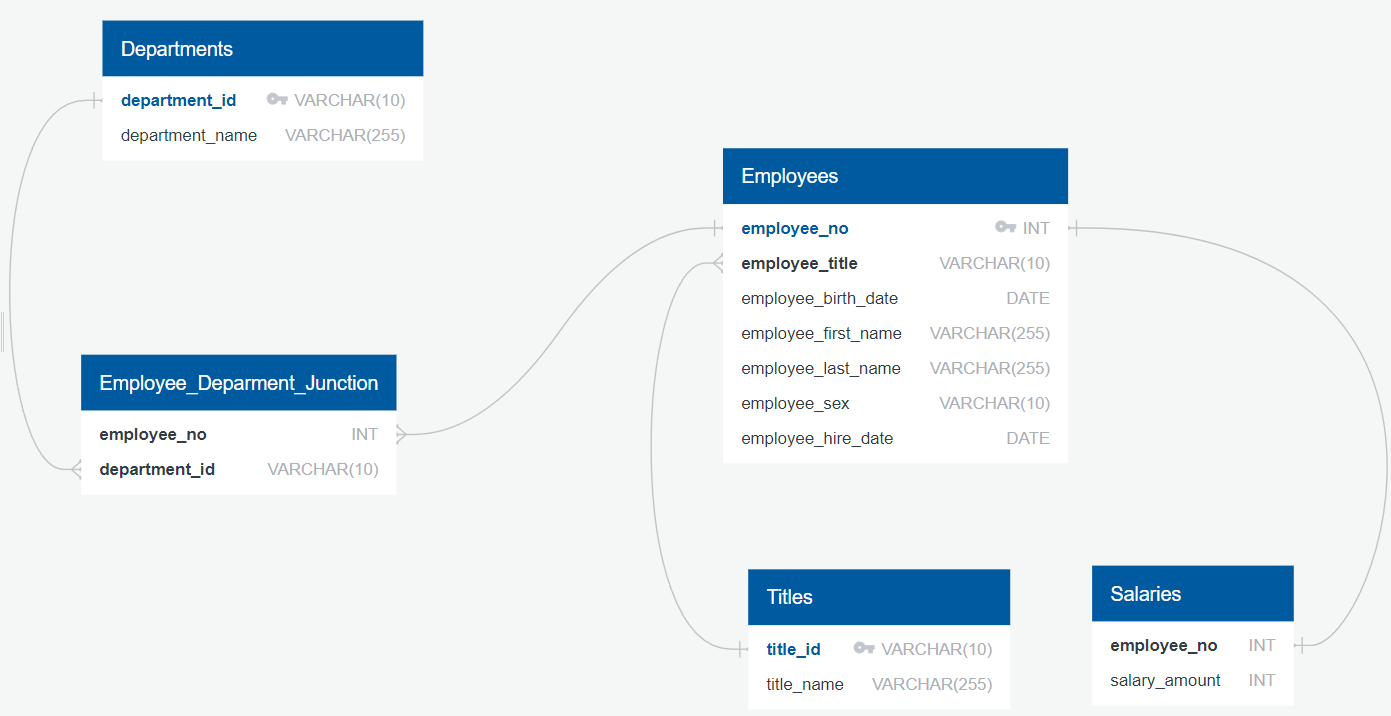 Departments
department_id VARCHAR(10)
department_name VARCHAR(255)
Employees
employee_no INT
employee_title VARCHAR(10)
employee_birth_date DATE
employee_first_name VARCHAR(255)
employee_last_name VARCHAR(255)
employee_sex VARCHAR(10)
employee_hire_date DATE
Employee_Deparment_Junction
employee_no INT
department_id VARCHAR(10)
Titles
title_id VARCHAR(10)
title_name VARCHAR(255)
Salaries
employee_no INT
salary_amount INT